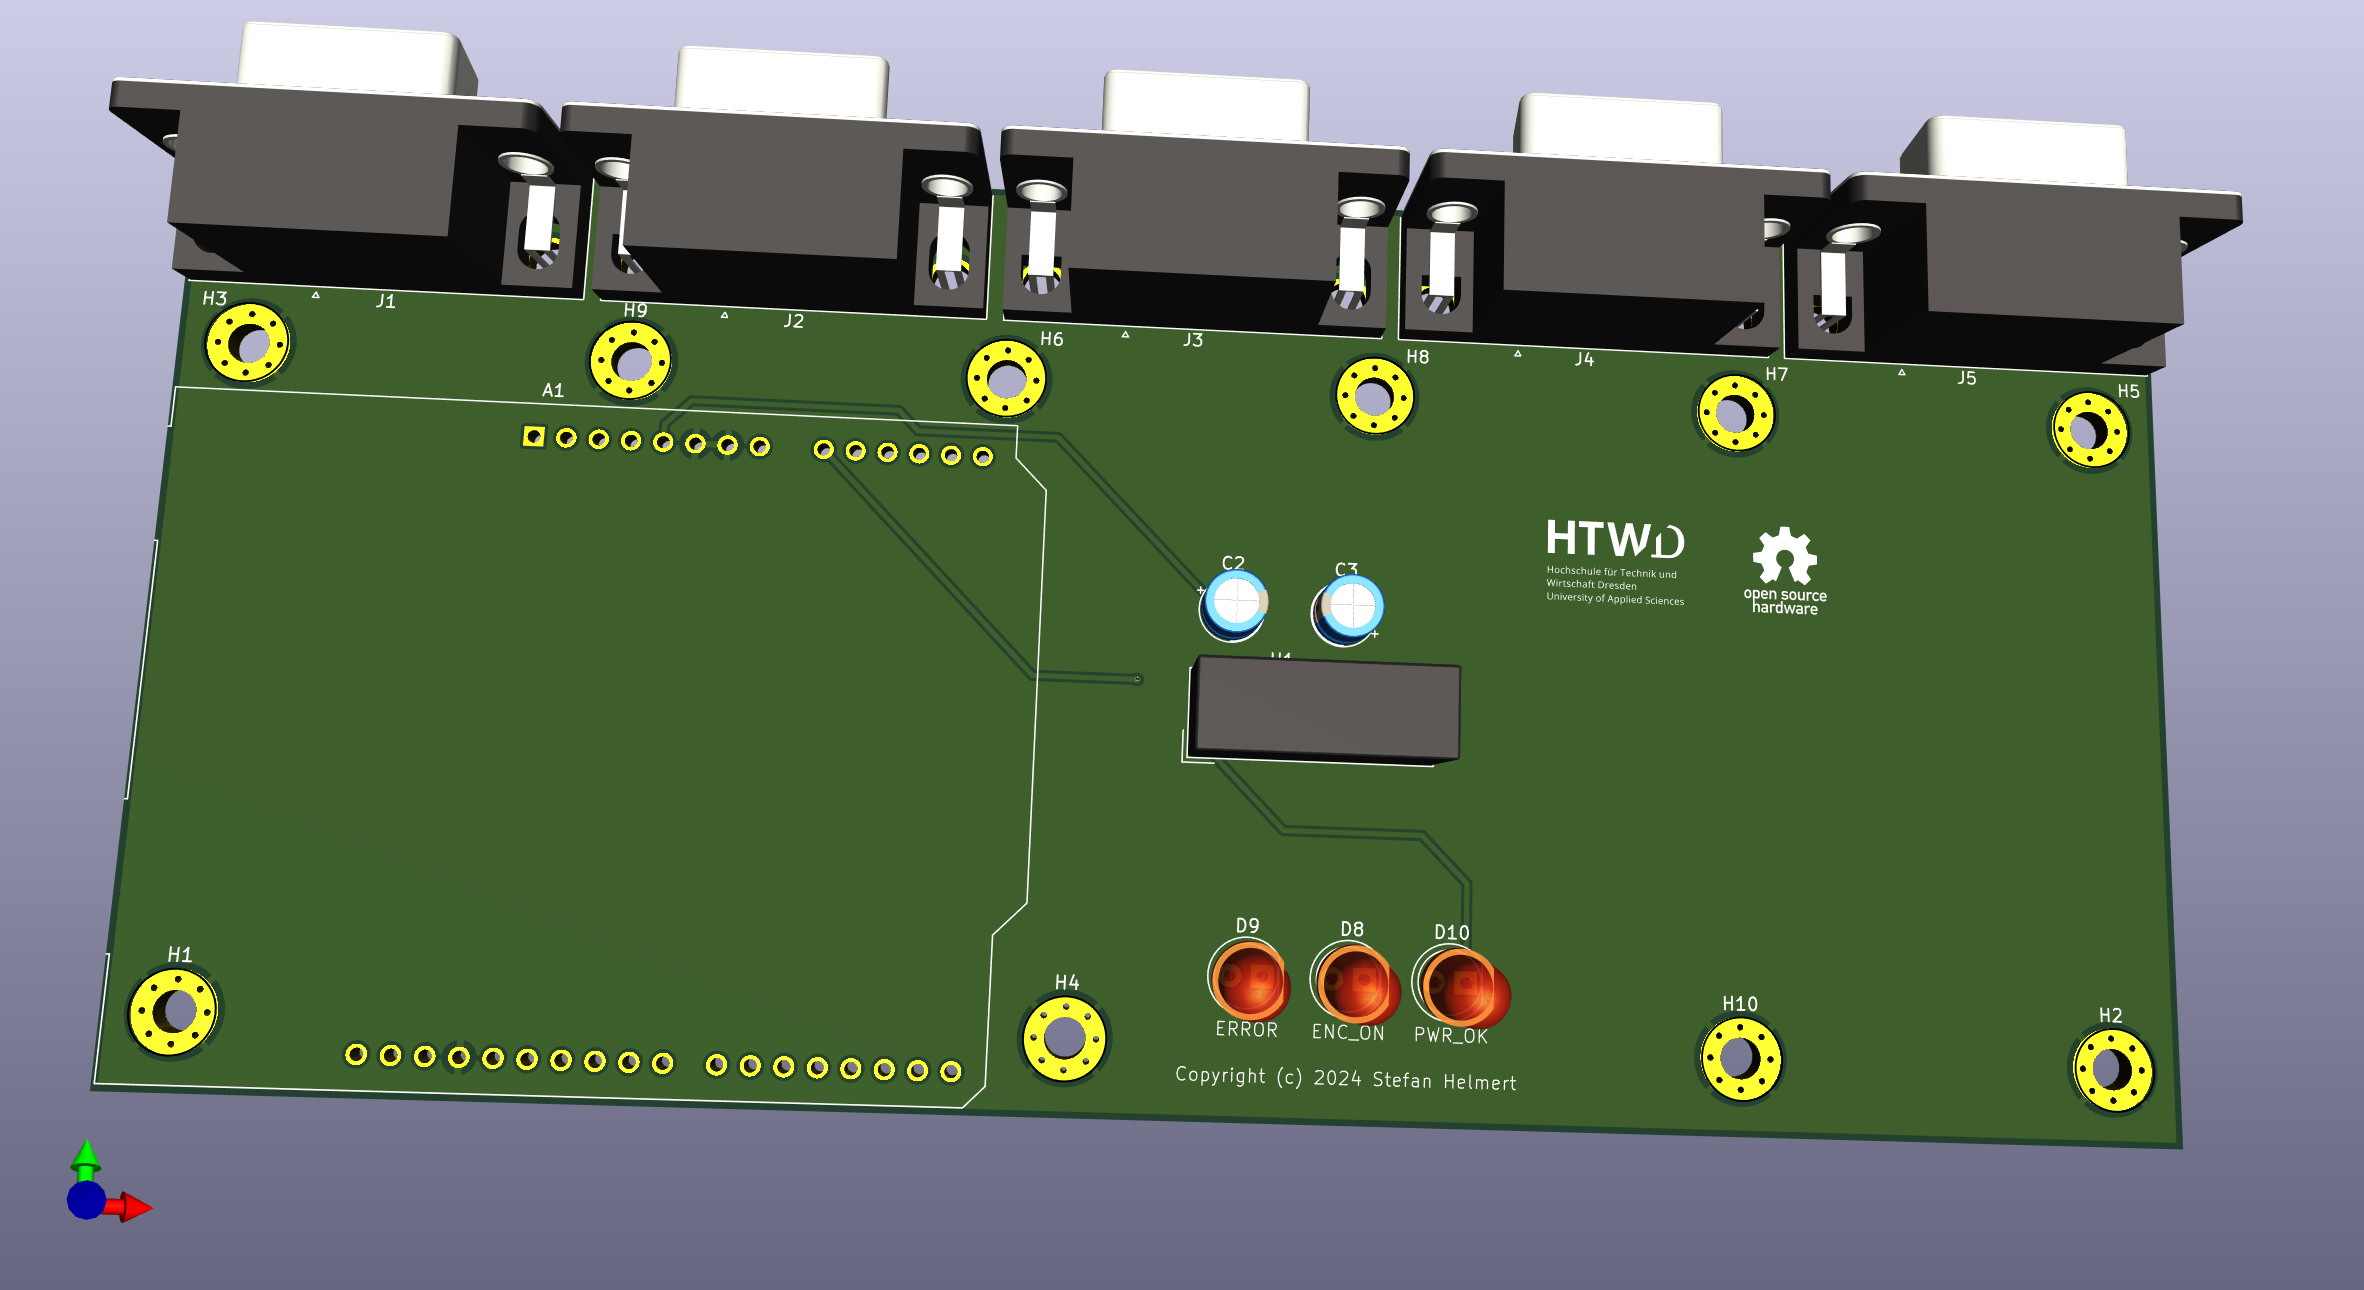 H3
J1
H9
J2
H6
J3
H8
J4
H7
J5
H5
A1
HTWD
Hochschule für Technik und
Wirtschaft Dresden
University of Applied Sciences
open source
hardware
C2
C3
+
+
D9
D8
D10
ERROR
ENC_ON
PWR_OK
H1
H4
H10
H2
Copyright (c) 2024 Stefan Helmert